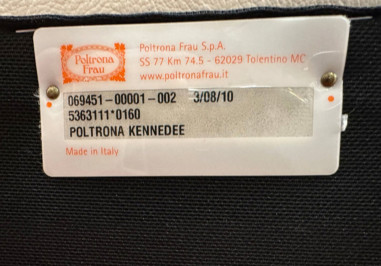 Poltrona
Frau
Poltrona Frau S.p.A.
SS 77 Km 74.5 - 62029 Tolentino MC
www.poltronafrau.it
069451-00001-002 3/08/10
5363111*0160
POLTRONA KENNEDEE
Made in Italy